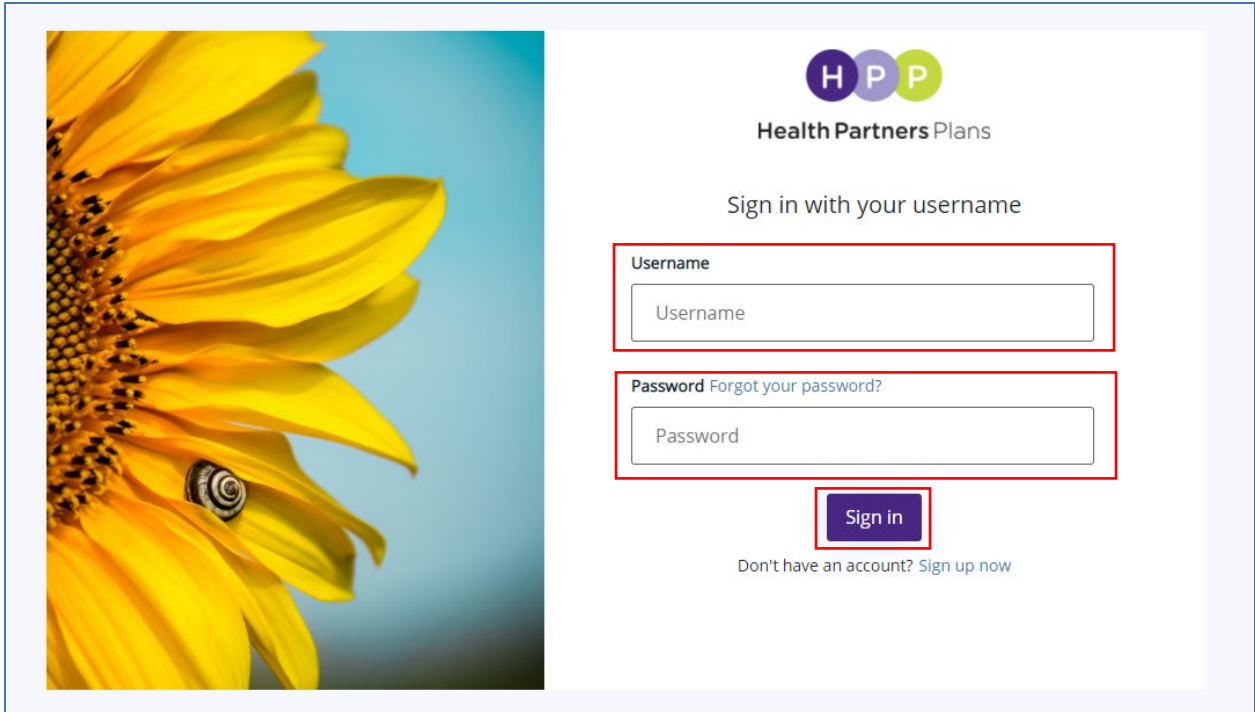 H P P
Health Partners Plans
Sign in with your username
Username
Username
Password Forgot your password?
Password
Sign in
Don't have an account? Sign up now